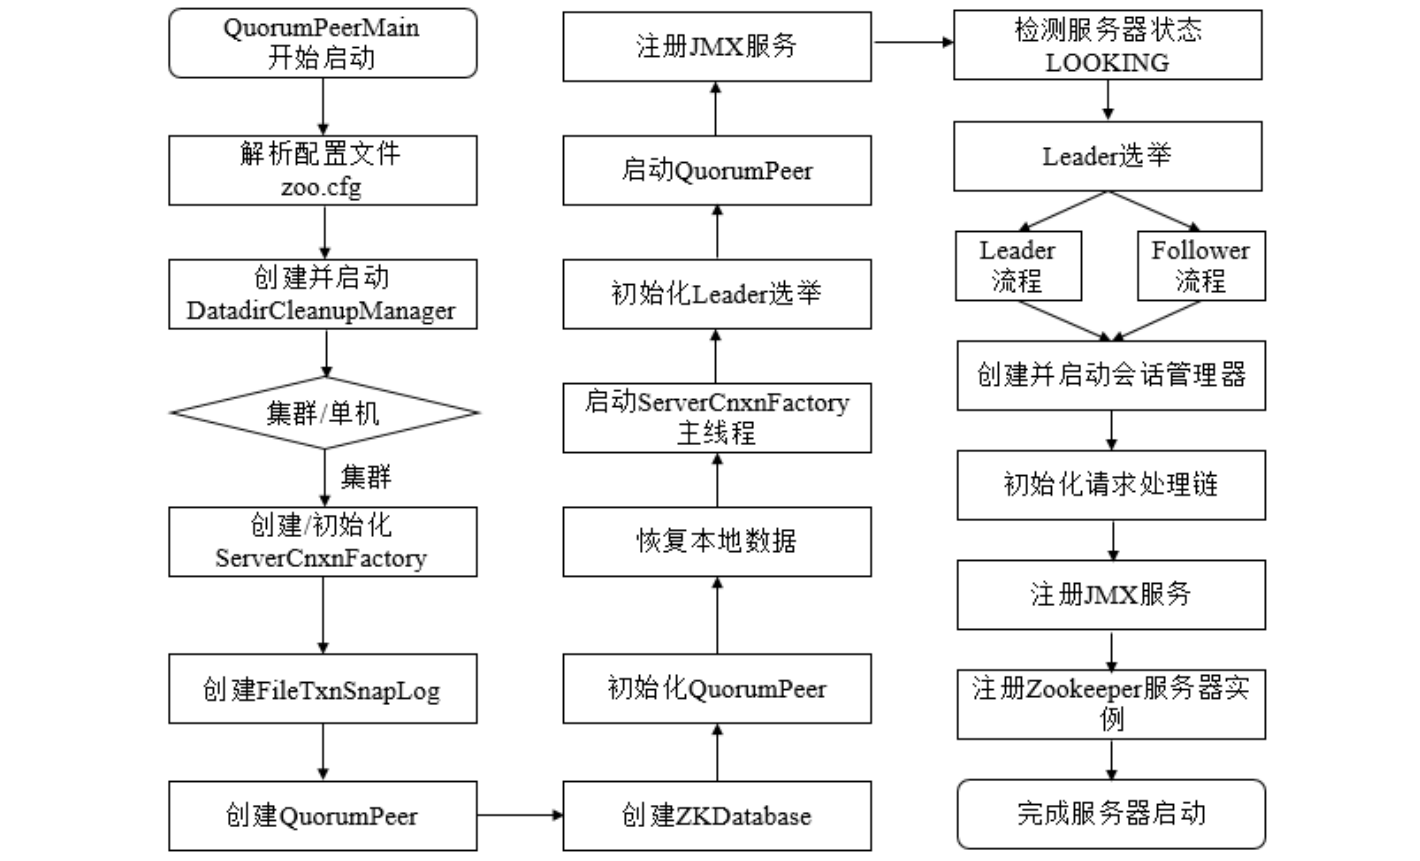 QuorumPeerMain
开始启动
解析配置文件
zoo.cfg
创建并启动
DatadirCleanupManager
集群/单机
集群
创建/初始化
ServerCnxnFactory
创建FileTxnSnapLog
创建QuorumPeer
创建ZKDatabase
初始化QuorumPeer
恢复本地数据
启动ServerCnxnFactory
主线程
初始化Leader选举
启动QuorumPeer
注册JMX服务
检测服务器状态
LOOKING
Leader选举
Leader
流程
Follower
流程
创建并启动会话管理器
初始化请求处理链
注册JMX服务
注册Zookeeper服务器实
例
完成服务器启动